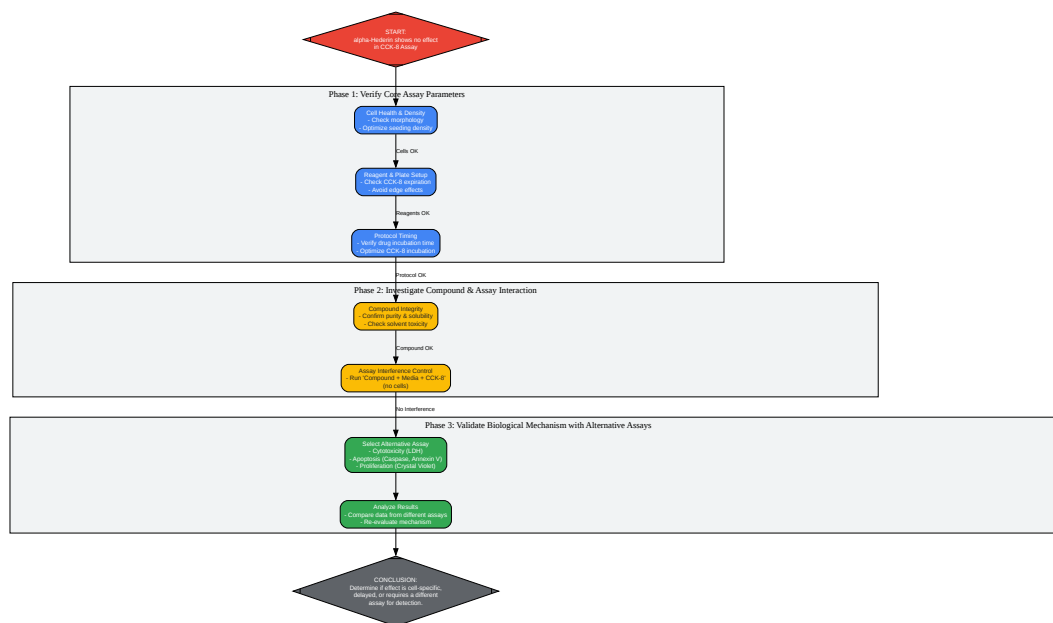 START:
alpha-Hederin shows no effect
in CCK-8 Assay
Phase 1: Verify Core Assay Parameters
Cell Health & Density
- Check morphology
- Optimize seeding density
Cells OK
Reagent & Plate Setup
- Check CCK-8 expiration
- Avoid edge effects
Reagents OK
Protocol Timing
- Verify drug incubation time
- Optimize CCK-8 incubation
Protocol OK
Phase 2: Investigate Compound & Assay Interaction
Compound Integrity
- Confirm purity & solubility
- Check solvent toxicity
Compound OK
Assay Interference Control
- Run 'Compound + Media + CCK-8'
(no cells)
No Interference
Phase 3: Validate Biological Mechanism with Alternative Assays
Select Alternative Assay
- Cytotoxicity (LDH)
- Apoptosis (Caspase, Annexin V)
- Proliferation (Crystal Violet)
Analyze Results
- Compare data from different assays
- Re-evaluate mechanism
CONCLUSION:
Determine if effect is cell-specific,
delayed, or requires a different
assay for detection.